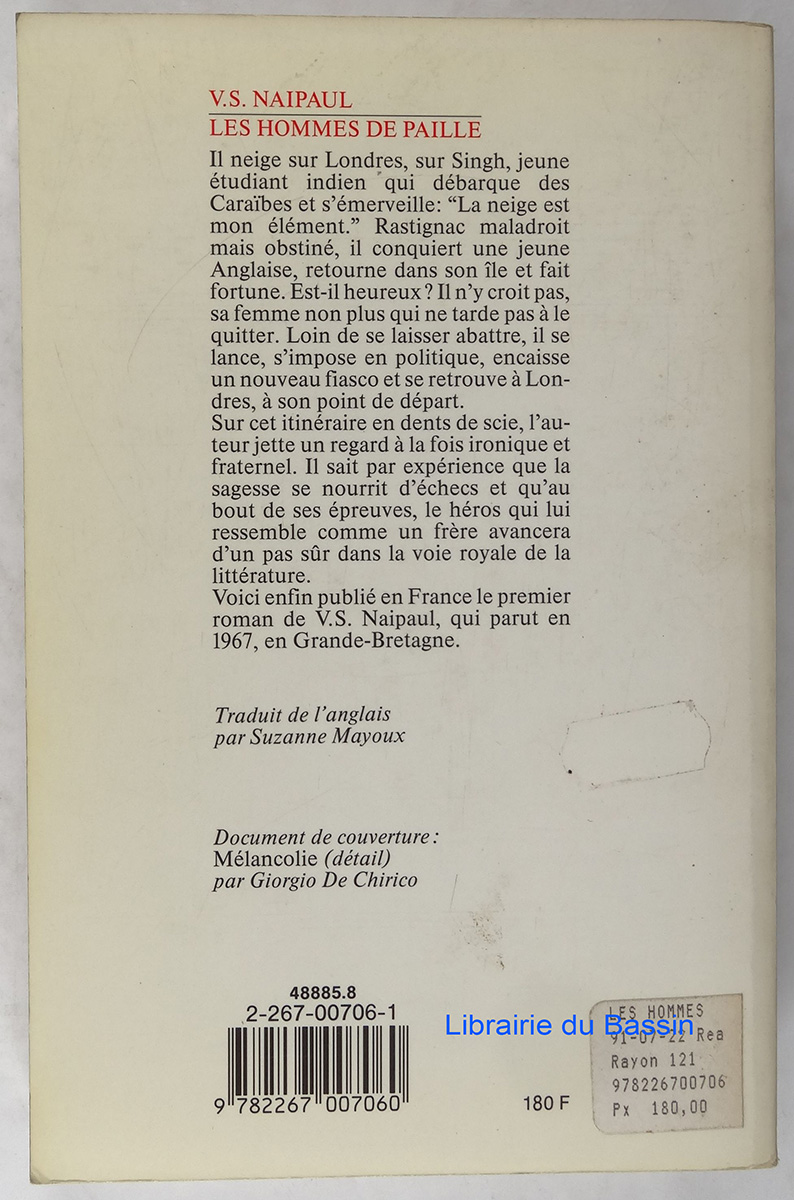 V.S. NAIPAUL
LES HOMMES DE PAILLE
Il neige sur Londres, sur Singh, jeune
étudiant indien qui débarque des
Caraïbes et s’émerveille: “La neige est
mon élément.” Rastignac maladroit
mais obstiné, il conquiert une jeune
Anglaise, retourne dans son île et fait
fortune. Est-il heureux ? Il n’y croit pas,
sa femme non plus qui ne tarde pas à le
quitter. Loin de se laisser abattre, il se
lance, s’impose en politique, encaisse
un nouveau fiasco et se retrouve à Lon-
dres, à son point de départ.
Sur cet itinéraire en dents de scie, l’au-
teur jette un regard à la fois ironique et
fraternel. Il sait par expérience que la
sagesse se nourrit d’échecs et qu’au
bout de ses épreuves, le héros qui lui
ressemble comme un frère avancera
d’un pas sûr dans la voie royale de la
littérature.
Voici enfin publié en France le premier
roman de V.S. Naipaul, qui parut en
1967, en Grande-Bretagne.
Traduit de l’anglais
par Suzanne Mayoux
Document de couverture :
Mélancolie (détail)
par Giorgio De Chirico
48885.8
2-267-00706-1
9 782267 007060
180 F
LES HOMMES
91-07-22 Rea
Rayon 121
978226700706
Px 180,00
Librairie du Bassin